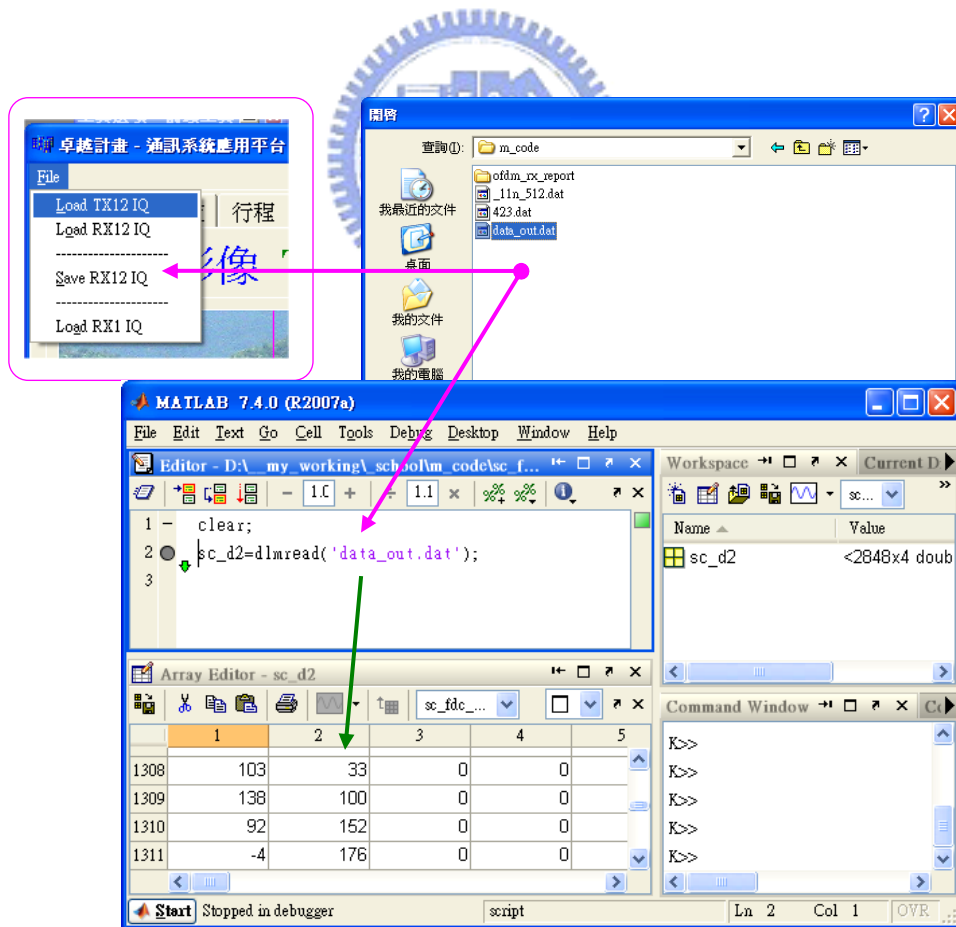 卓越計畫 - 通訊系統應用平台
File
Load TX12 IQ
Load RX12 IQ
--------------------
Save RX12 IQ
--------------------
Load RX1 IQ
行程
影像
開啓
查詢(I):
m_code
我最近的文件
桌面
我的文件
我的電腦
ofdm_rx_report
_11n_512.dat
423.dat
data_out.dat
MATLAB 7.4.0 (R2007a)
File Edit Text Go Cell Tools Debug Desktop Window Help
Editor - D:\__my_working\_school\m_code\sc_f...
1.0
1.1
1 clear;
2 sc_d2=dlmread('data_out.dat');
3
Workspace
Current D
sc...
Name Value
sc_d2 <2848x4 doub
Array Editor - sc_d2
sc_fdc_...
1 2 3 4 5
1308 103 33 0 0
1309 138 100 0 0
1310 92 152 0 0
1311 -4 176 0 0
Command Window
K>>
K>>
K>>
K>>
K>>
Start Stopped in debugger script Ln 2 Col 1 OVR